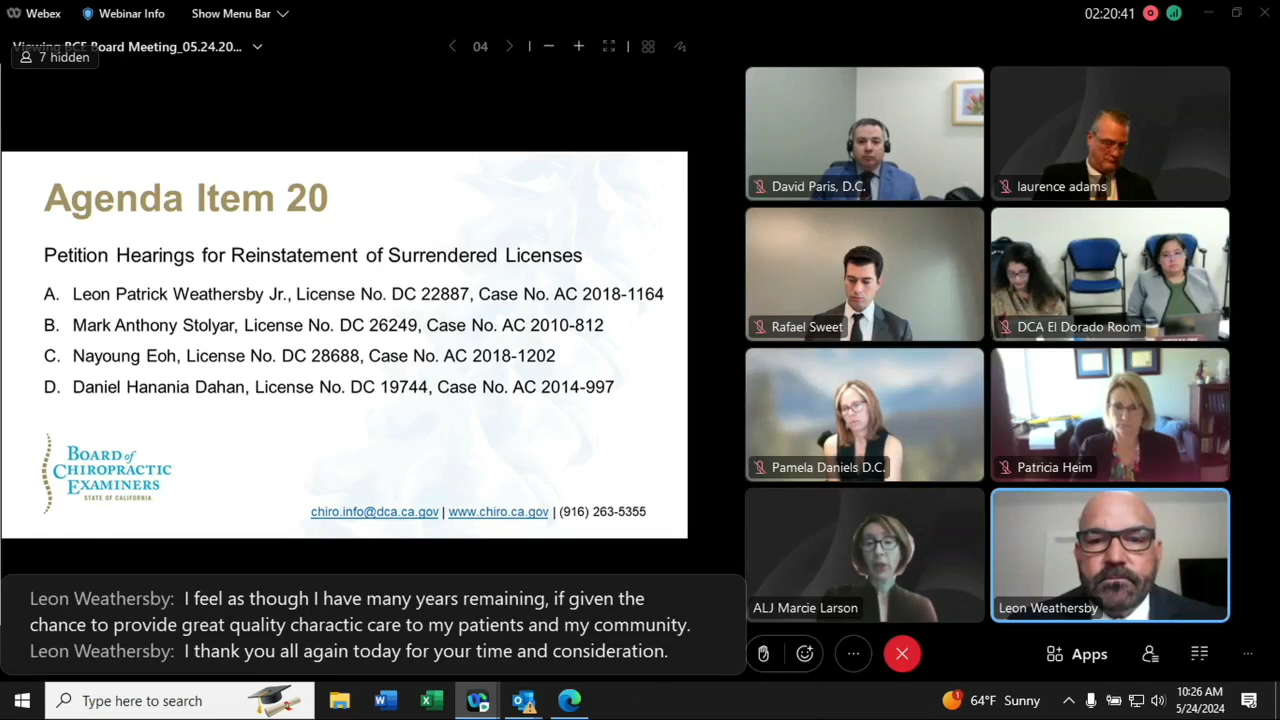 Webex
Webinar Info
Show Menu Bar
02:20:41
Viewing BCE Board Meeting_05.24.20...
7 hidden
04
Agenda Item 20
Petition Hearings for Reinstatement of Surrendered Licenses
A. Leon Patrick Weathersby Jr., License No. DC 22887, Case No. AC 2018-1164
B. Mark Anthony Stolyar, License No. DC 26249, Case No. AC 2010-812
C. Nayoung Eoh, License No. DC 28688, Case No. AC 2018-1202
D. Daniel Hanania Dahan, License No. DC 19744, Case No. AC 2014-997
BOARD of
CHIROPRACTIC
EXAMINERS
STATE OF CALIFORNIA
chiro.info@dca.ca.gov | www.chiro.ca.gov | (916) 263-5355
David Paris, D.C.
laurence adams
Rafael Sweet
DCA El Dorado Room
Pamela Daniels D.C.
Patricia Heim
ALJ Marcie Larson
Leon Weathersby
Leon Weathersby: I feel as though I have many years remaining, if given the
chance to provide great quality charactic care to my patients and my community.
Leon Weathersby: I thank you all again today for your time and consideration.
Apps
Type here to search
1
64°F Sunny
10:26 AM
5/24/2024